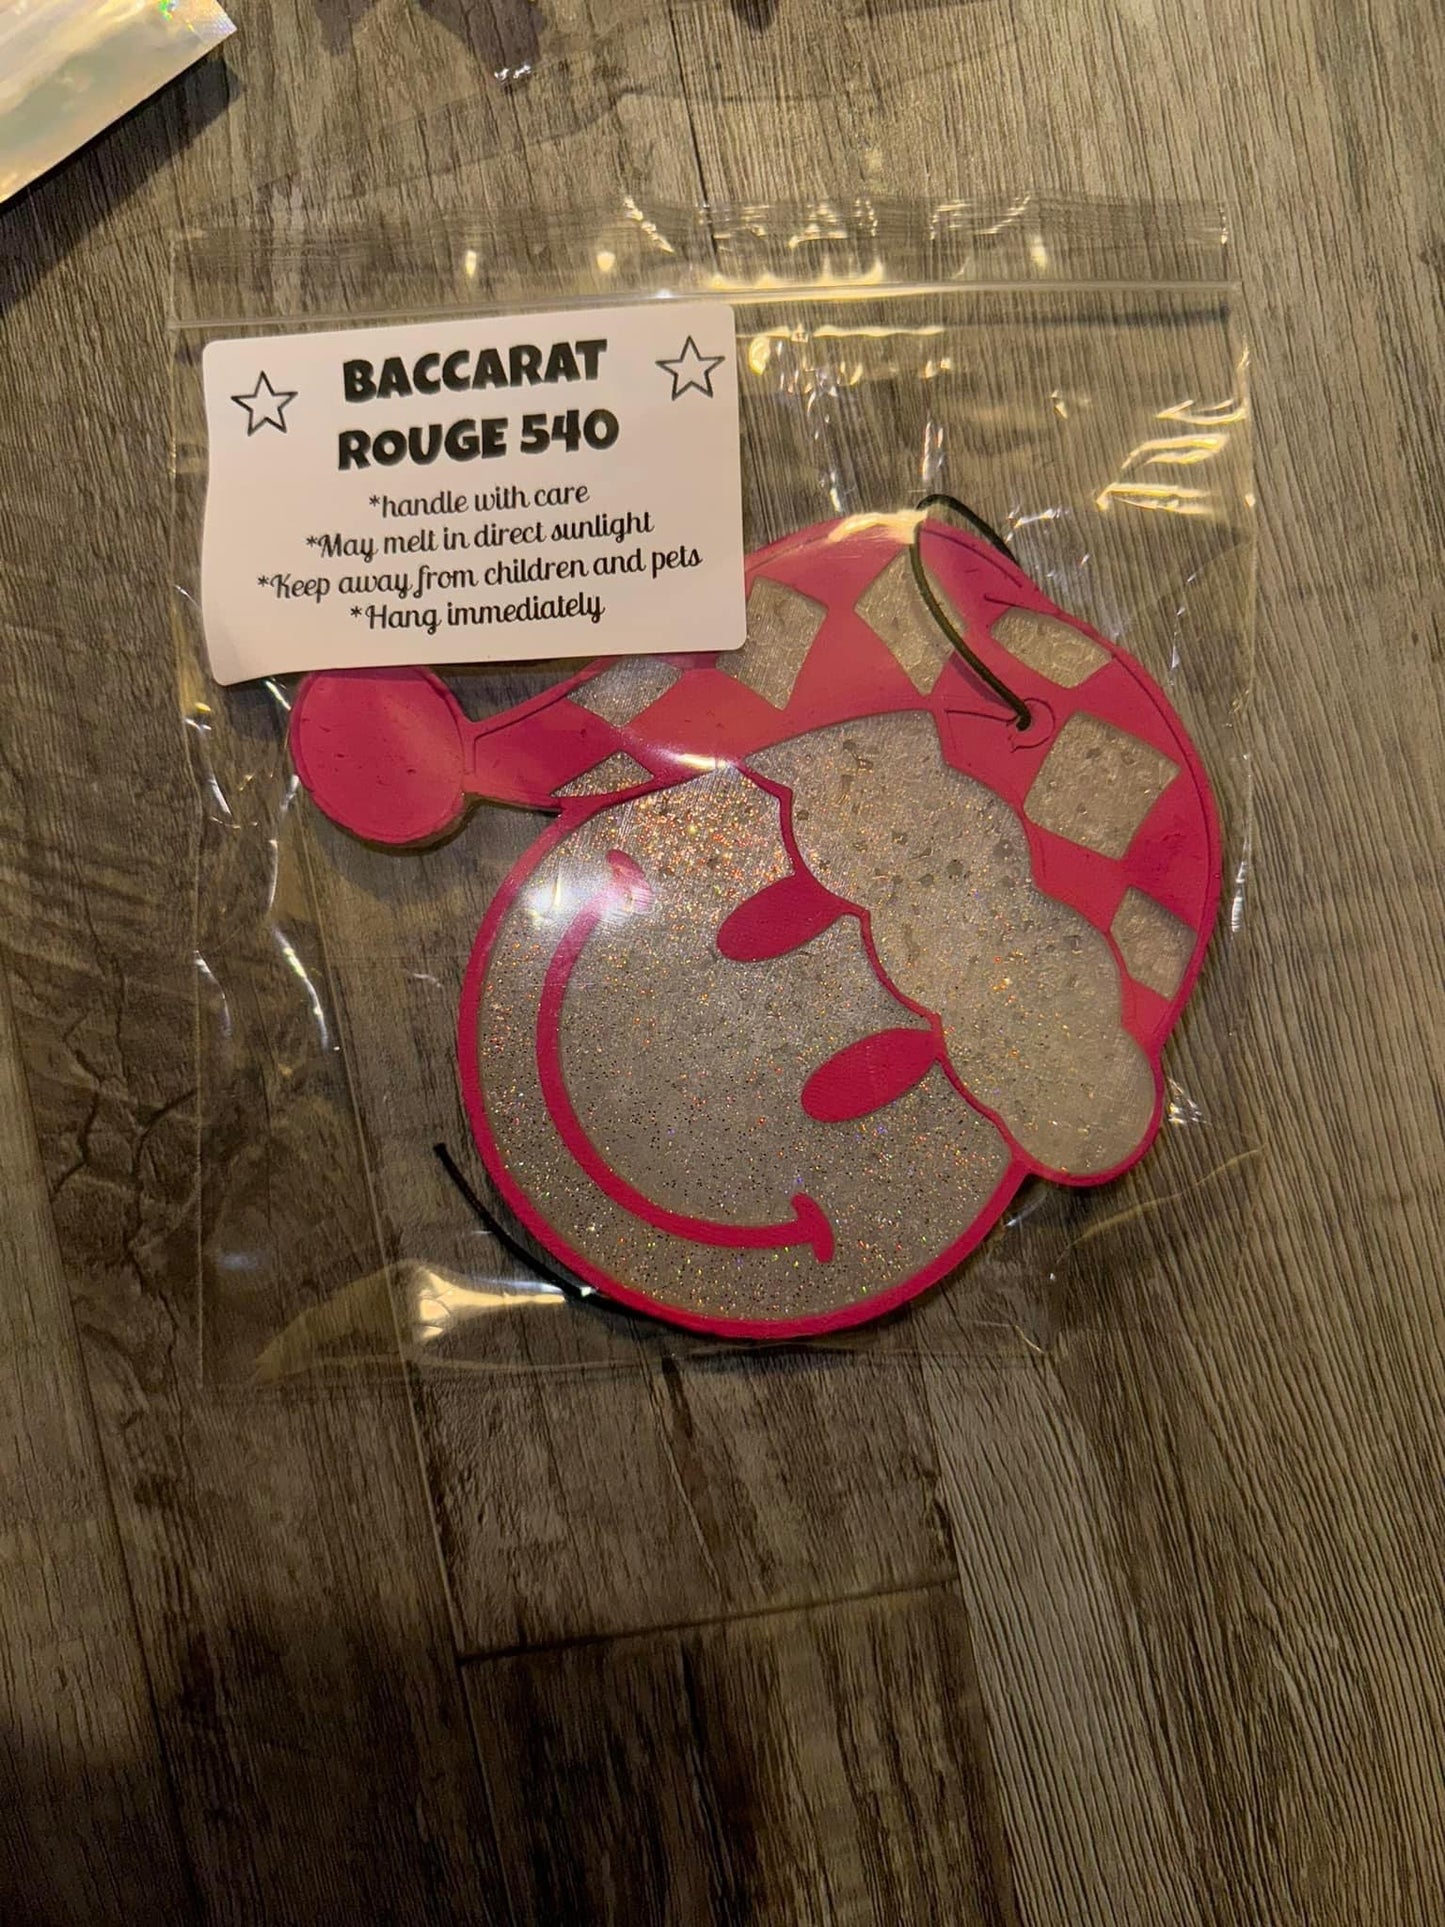 BACCARAT
ROUGE 540
*handle with care
*May melt in direct sunlight
*Keep away from children and pets
*Hang immediately